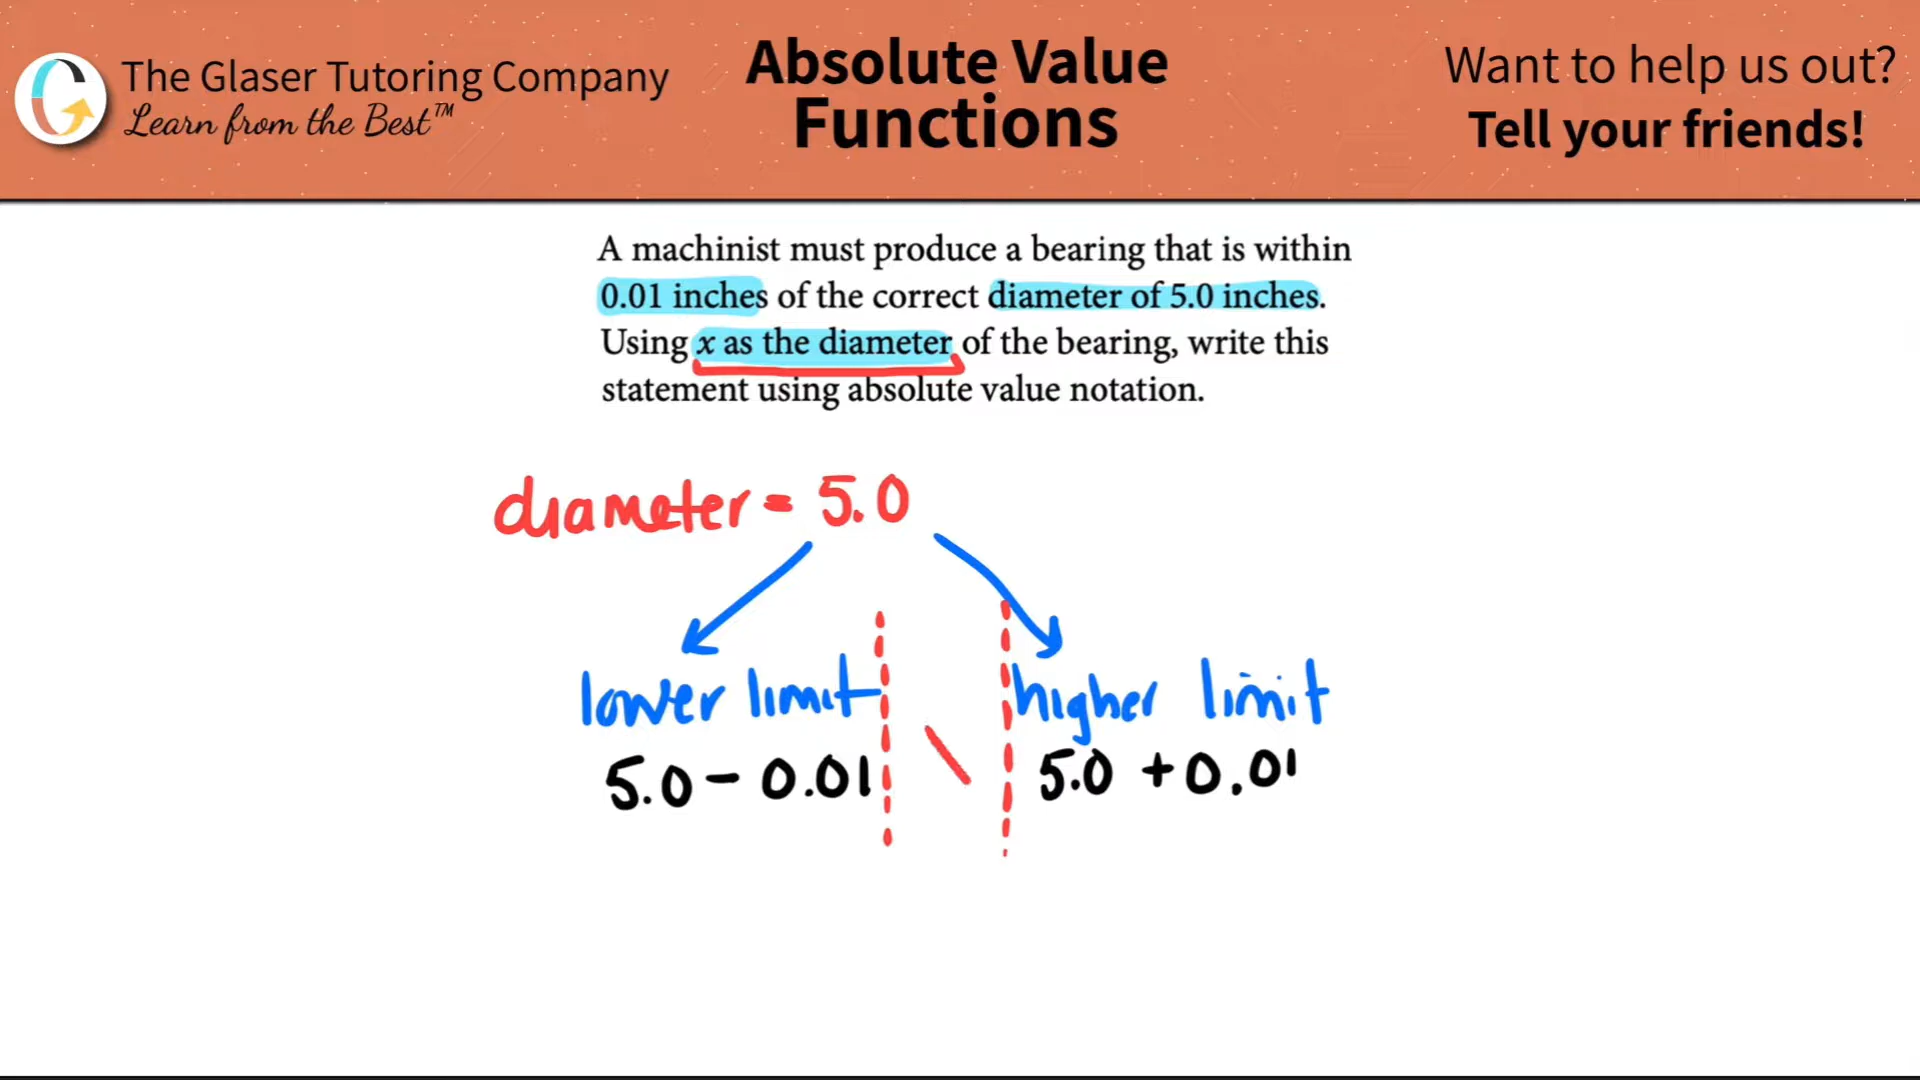 The Glaser Tutoring Company
Learn from the Best™
Absolute Value
Functions
Want to help us out?
Tell your friends!
A machinist must produce a bearing that is within
0.01 inches of the correct diameter of 5.0 inches.
Using x as the diameter of the bearing, write this
statement using absolute value notation.
diameter = 5.0
lower limit
higher limit
5.0 - 0.01
5.0 + 0.01